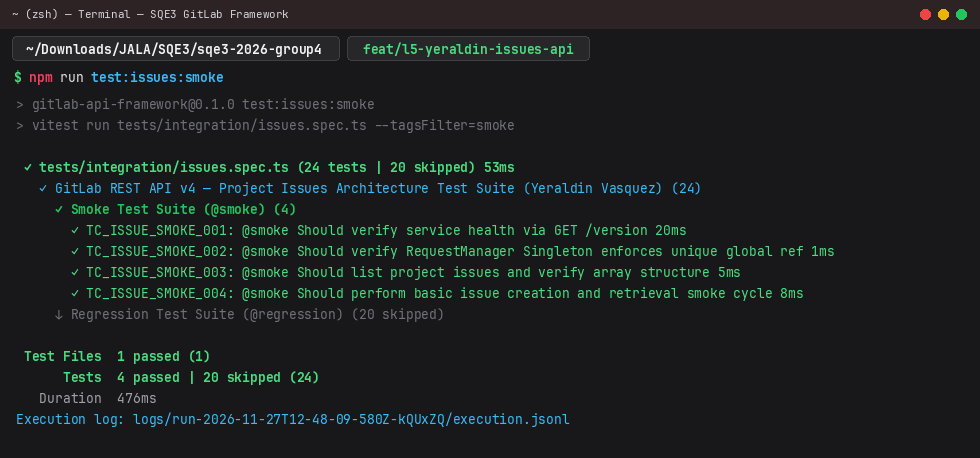 ~ (zsh) — Terminal — SQE3 GitLab Framework
~/Downloads/JALA/SQE3/sqe3-2026-group4 feat/l5-yeraldin-issues-api
$ npm run test:issues:smoke
> gitlab-api-framework@0.1.0 test:issues:smoke
> vitest run tests/integration/issues.spec.ts --tagsFilter=smoke
✓ tests/integration/issues.spec.ts (24 tests | 20 skipped) 53ms
✓ GitLab REST API v4 — Project Issues Architecture Test Suite (Yeraldin Vasquez) (24)
✓ Smoke Test Suite (@smoke) (4)
✓ TC_ISSUE_SMOKE_001: @smoke Should verify service health via GET /version 20ms
✓ TC_ISSUE_SMOKE_002: @smoke Should verify RequestManager Singleton enforces unique global ref 1ms
✓ TC_ISSUE_SMOKE_003: @smoke Should list project issues and verify array structure 5ms
✓ TC_ISSUE_SMOKE_004: @smoke Should perform basic issue creation and retrieval smoke cycle 8ms
↓ Regression Test Suite (@regression) (20 skipped)
Test Files 1 passed (1)
Tests 4 passed | 20 skipped (24)
Duration 476ms
Execution log: logs/run-2026-11-27T12-48-09-580Z-kQUxZQ/execution.jsonl